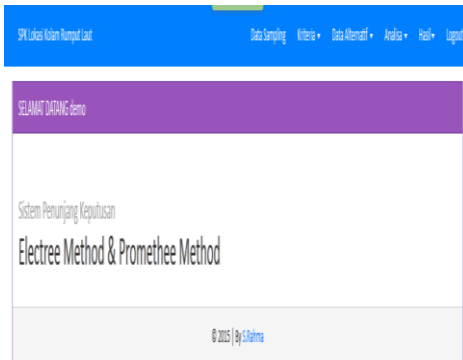 SPK Lokasi Kolam Rumput Laut Data Sampling Kriteria Data Alternatif Analisa Hasil Logout
SELAMAT DATANG demo
Sistem Penunjang Keputusan
Electree Method & Promethee Method
© 2015 | By S.Rahma